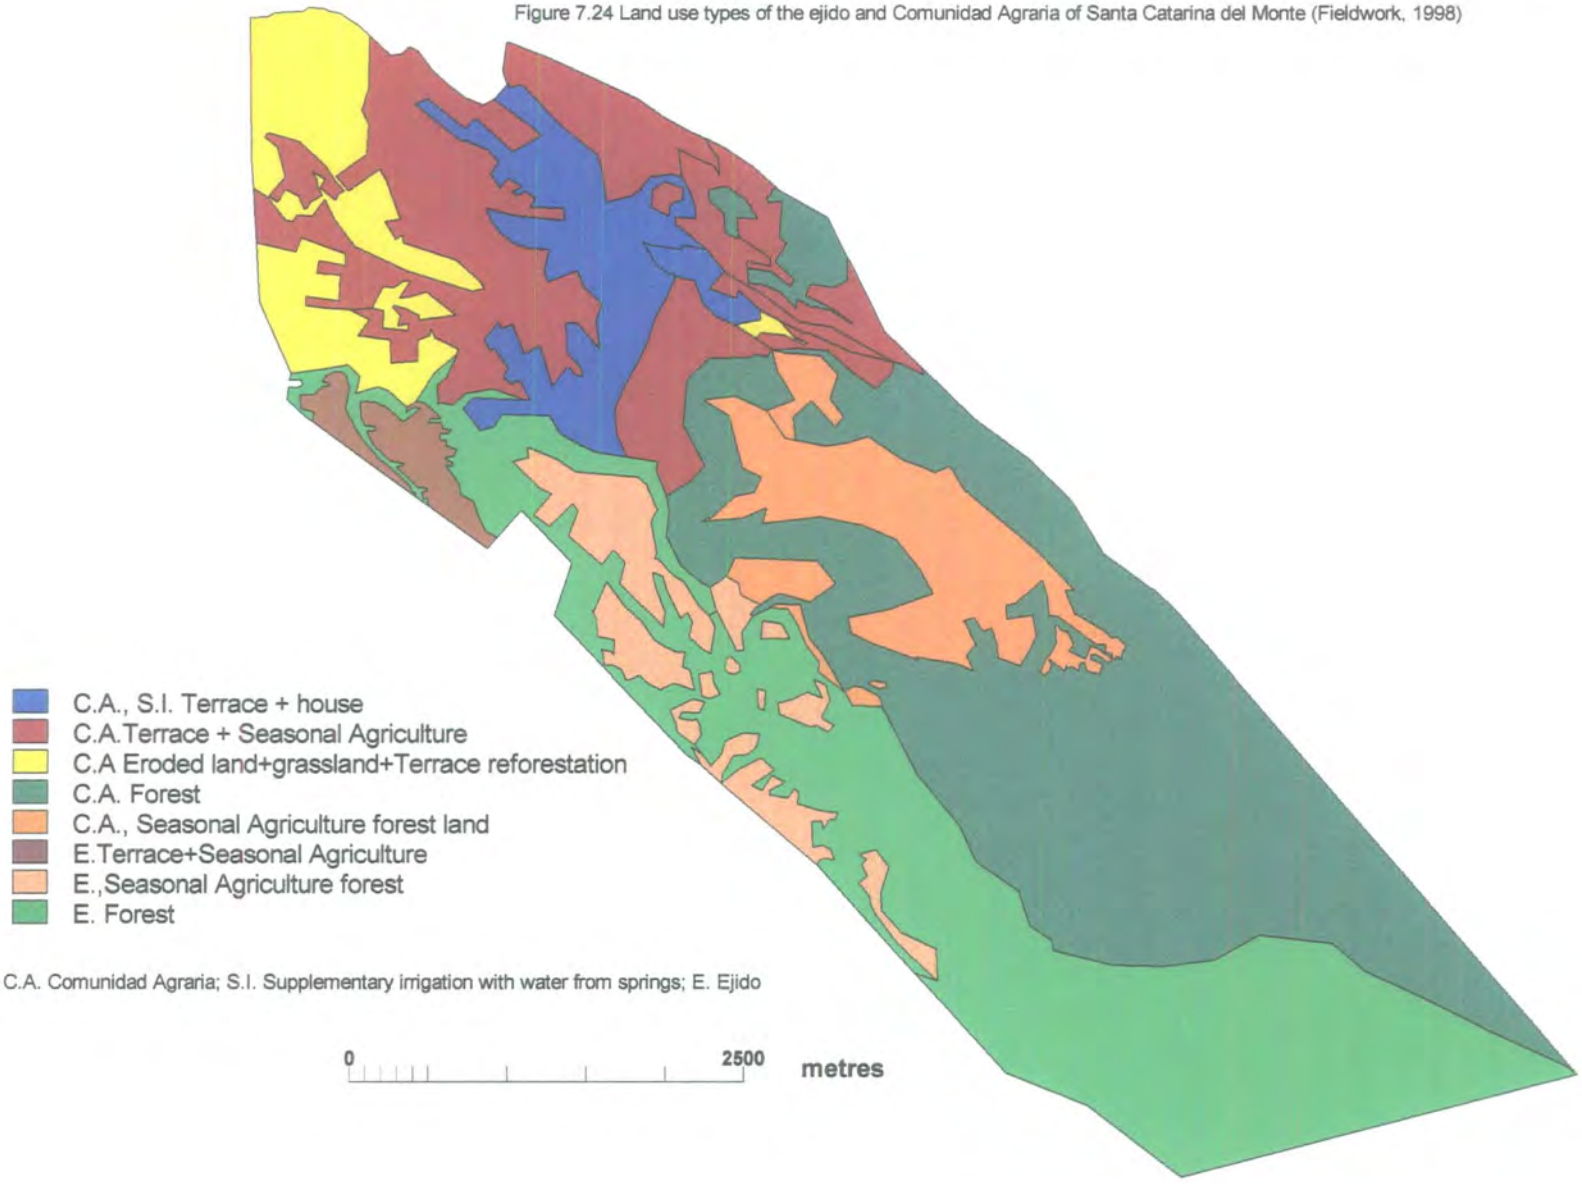 Figure 7.24 Land use types of the ejido and Comunidad Agraria of Santa Catarina del Monte (Fieldwork, 1998)
C.A., S.I. Terrace + house
C.A.Terrace + Seasonal Agriculture
C.A Eroded land+grassland+Terrace reforestation
C.A. Forest
C.A., Seasonal Agriculture forest land
E.Terrace+Seasonal Agriculture
E.,Seasonal Agriculture forest
E. Forest
C.A. Comunidad Agraria; S.I. Supplementary irrigation with water from springs; E. Ejido
0 2500 metres